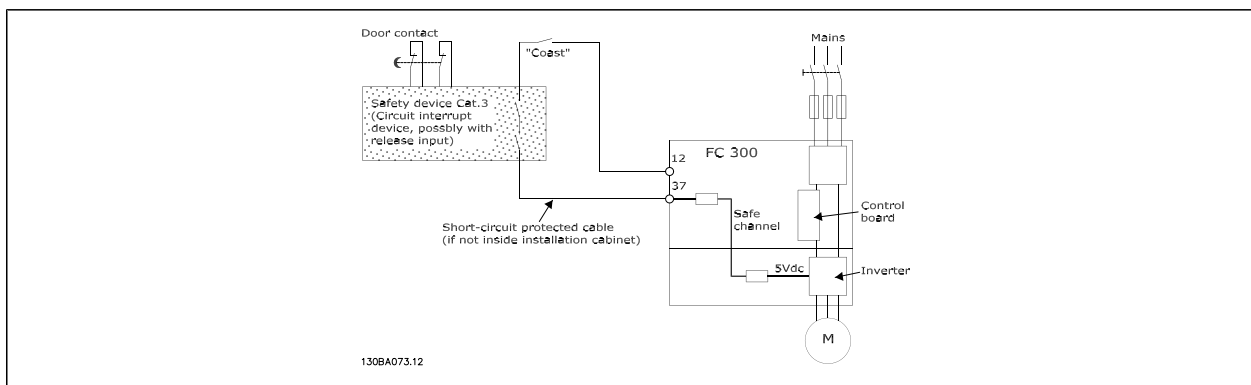 Door contact
"Coast"
Mains
Safety device Cat.3
(Circuit interrupt
device, possbly with
release input)
FC 300
12
37
Safe
channel
Control
board
Short-circuit protected cable
(if not inside installation cabinet)
5Vdc
Inverter
M
130BA073.12